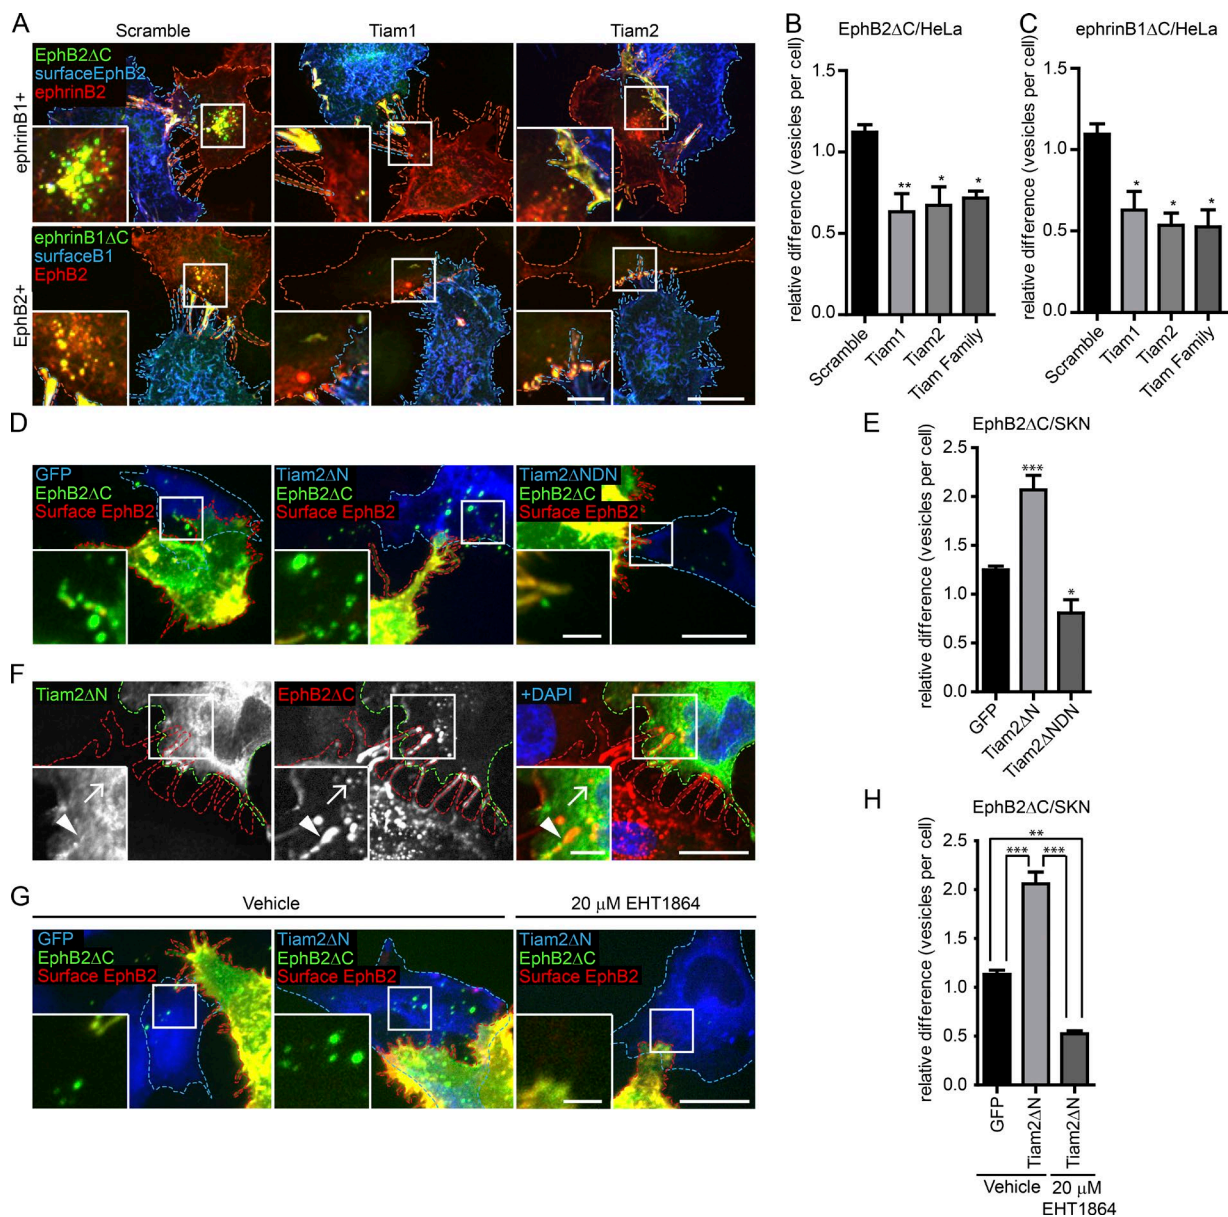 A
Scramble
Tiam1
Tiam2
ephrinB1+
EphB2ΔC
surfaceEphB2
ephrinB2
EphB2+
ephrinB1ΔC
surfaceB1
EphB2
B
EphB2ΔC/HeLa
relative difference (vesicles per cell)
1.5
1.0
0.5
0.0
**
*
*
Scramble
Tiam1
Tiam2
Tiam Family
C
ephrinB1ΔC/HeLa
relative difference (vesicles per cell)
1.5
1.0
0.5
0.0
*
*
*
Scramble
Tiam1
Tiam2
Tiam Family
D
GFP
EphB2ΔC
Surface EphB2
Tiam2ΔN
EphB2ΔC
Surface EphB2
Tiam2ΔNDN
EphB2ΔC
Surface EphB2
E
EphB2ΔC/SKN
relative difference (vesicles per cell)
2.5
2.0
1.5
1.0
0.5
0.0
***
*
GFP
Tiam2ΔN
Tiam2ΔNDN
F
Tiam2ΔN
EphB2ΔC
+DAPI
G
Vehicle
20 μM EHT1864
GFP
EphB2ΔC
Surface EphB2
Tiam2ΔN
EphB2ΔC
Surface EphB2
Tiam2ΔN
EphB2ΔC
Surface EphB2
H
EphB2ΔC/SKN
relative difference (vesicles per cell)
2.5
2.0
1.5
1.0
0.5
0.0
**
*** ***
GFP
Tiam2ΔN
Tiam2ΔN
Vehicle
20 μM
EHT1864